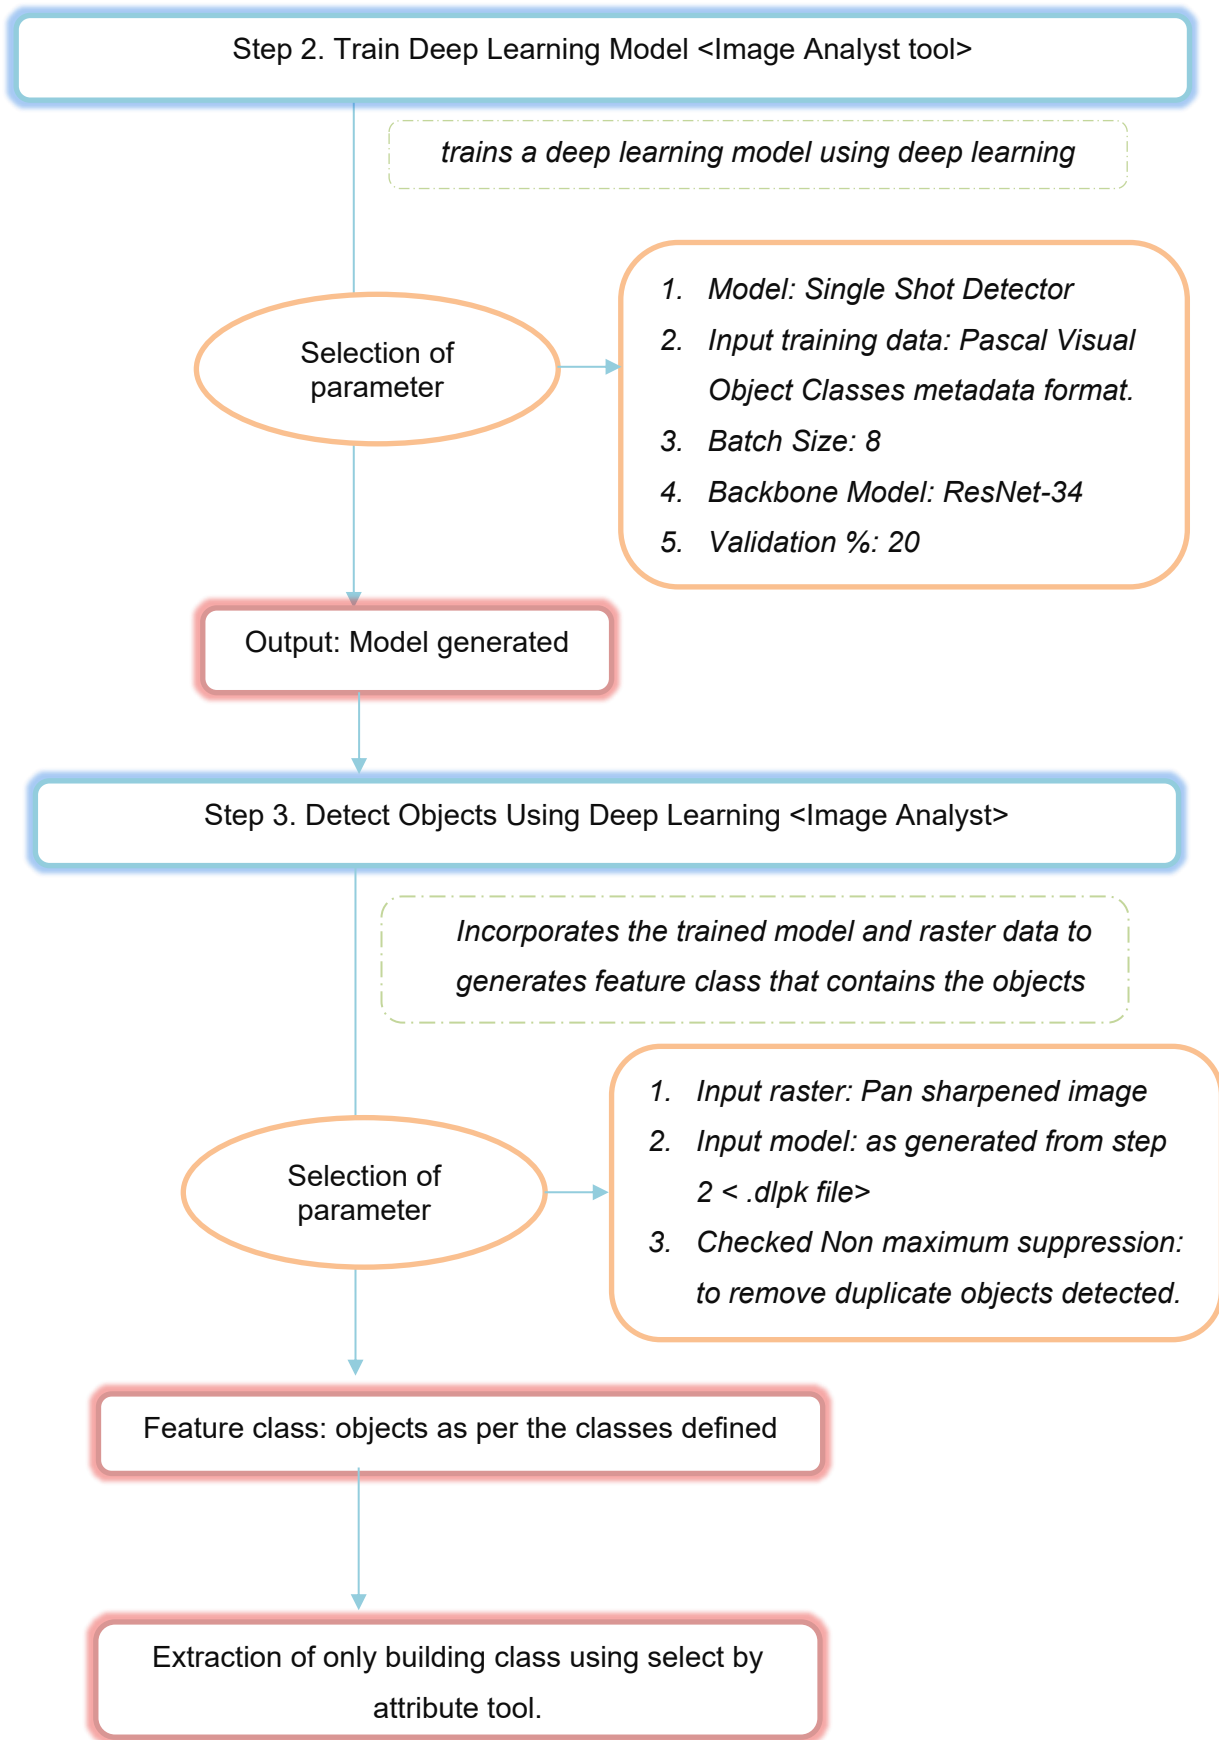 Step 2. Train Deep Learning Model <Image Analyst tool>
trains a deep learning model using deep learning
Selection of
parameter
1. Model: Single Shot Detector
2. Input training data: Pascal Visual
Object Classes metadata format.
3. Batch Size: 8
4. Backbone Model: ResNet-34
5. Validation %: 20
Output: Model generated
Step 3. Detect Objects Using Deep Learning <Image Analyst>
Incorporates the trained model and raster data to
generates feature class that contains the objects
Selection of
parameter
1. Input raster: Pan sharpened image
2. Input model: as generated from step
2 < .dlpk file>
3. Checked Non maximum suppression:
to remove duplicate objects detected.
Feature class: objects as per the classes defined
Extraction of only building class using select by
attribute tool.